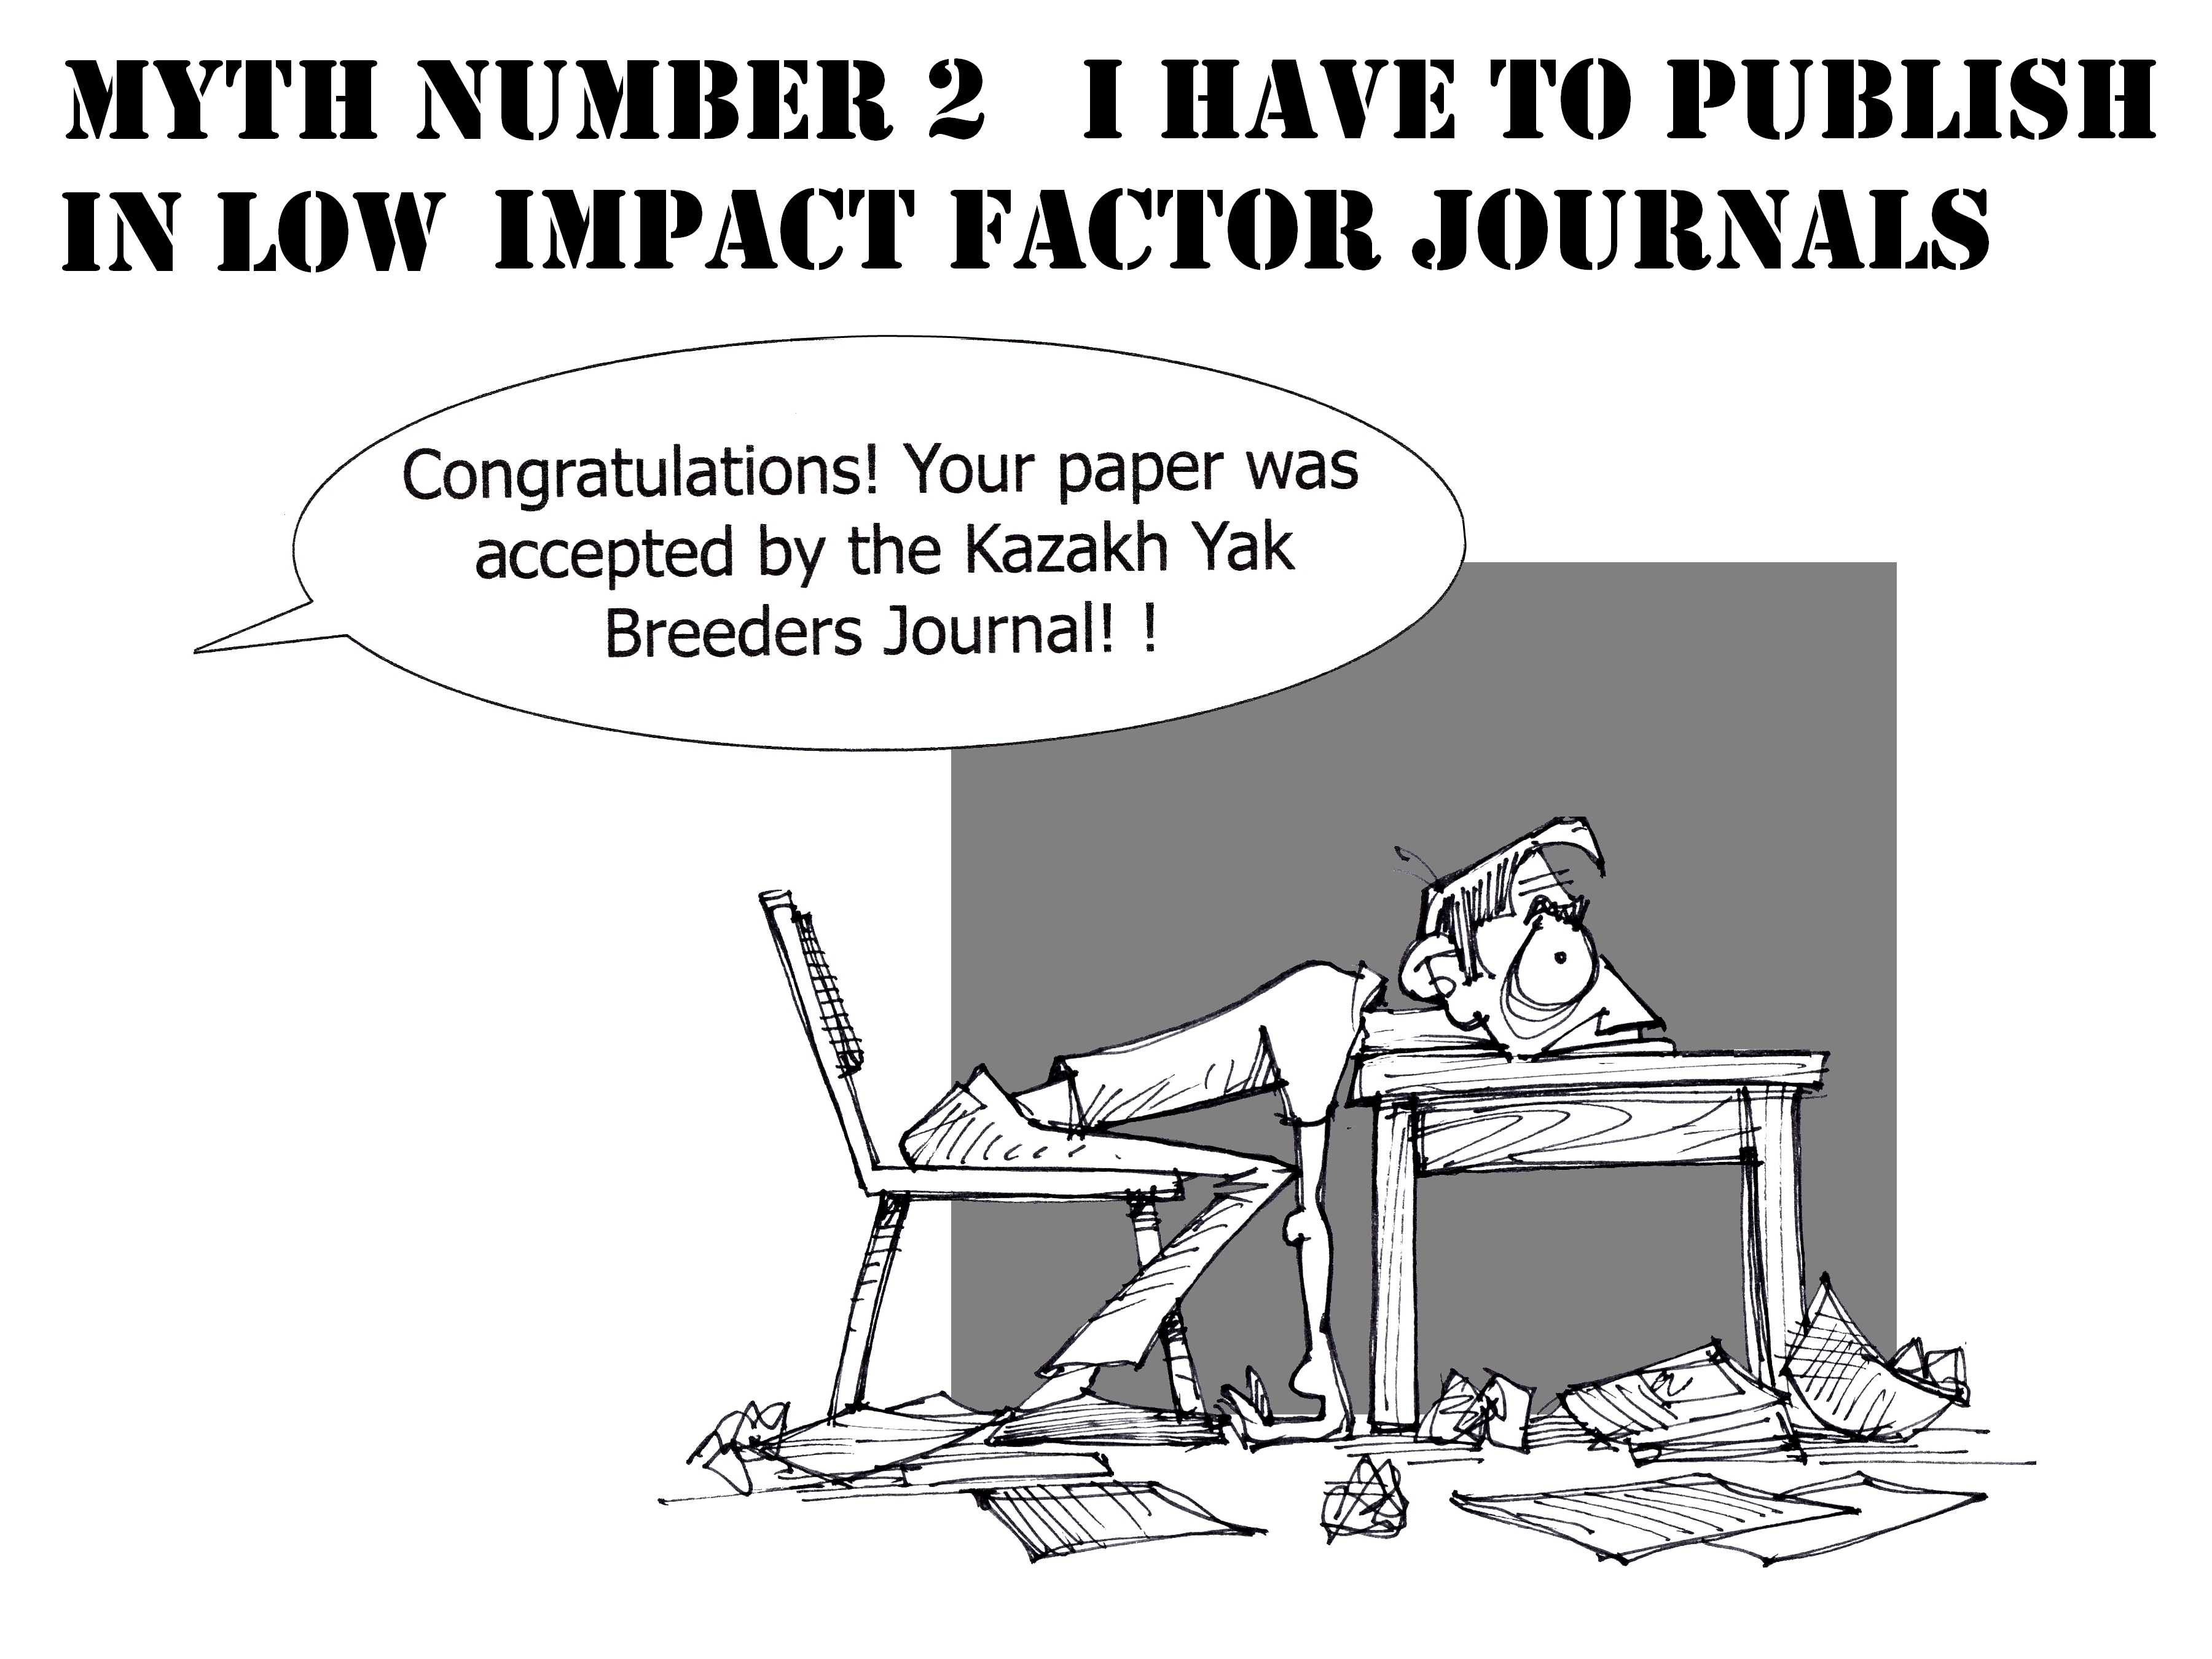 MYTH NUMBER 2 I HAVE TO PUBLISH
IN LOW IMPACT FACTOR JOURNALS
Congratulations! Your paper was
accepted by the Kazakh Yak
Breeders Journal! !